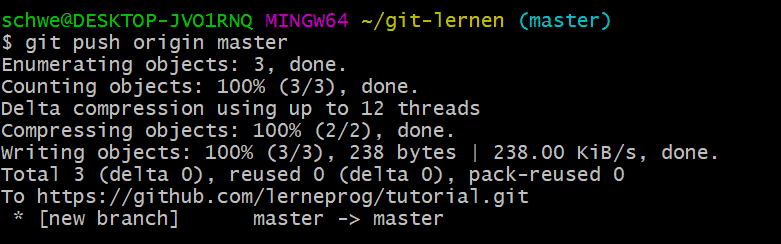 schwe@DESKTOP-JVO1RNQ MINGW64 ~/git-lernen (master)
$ git push origin master
Enumerating objects: 3, done.
Counting objects: 100% (3/3), done.
Delta compression using up to 12 threads
Compressing objects: 100% (2/2), done.
Writing objects: 100% (3/3), 238 bytes | 238.00 KiB/s, done.
Total 3 (delta 0), reused 0 (delta 0), pack-reused 0
To https://github.com/lerneprog/tutorial.git
 * [new branch]      master -> master